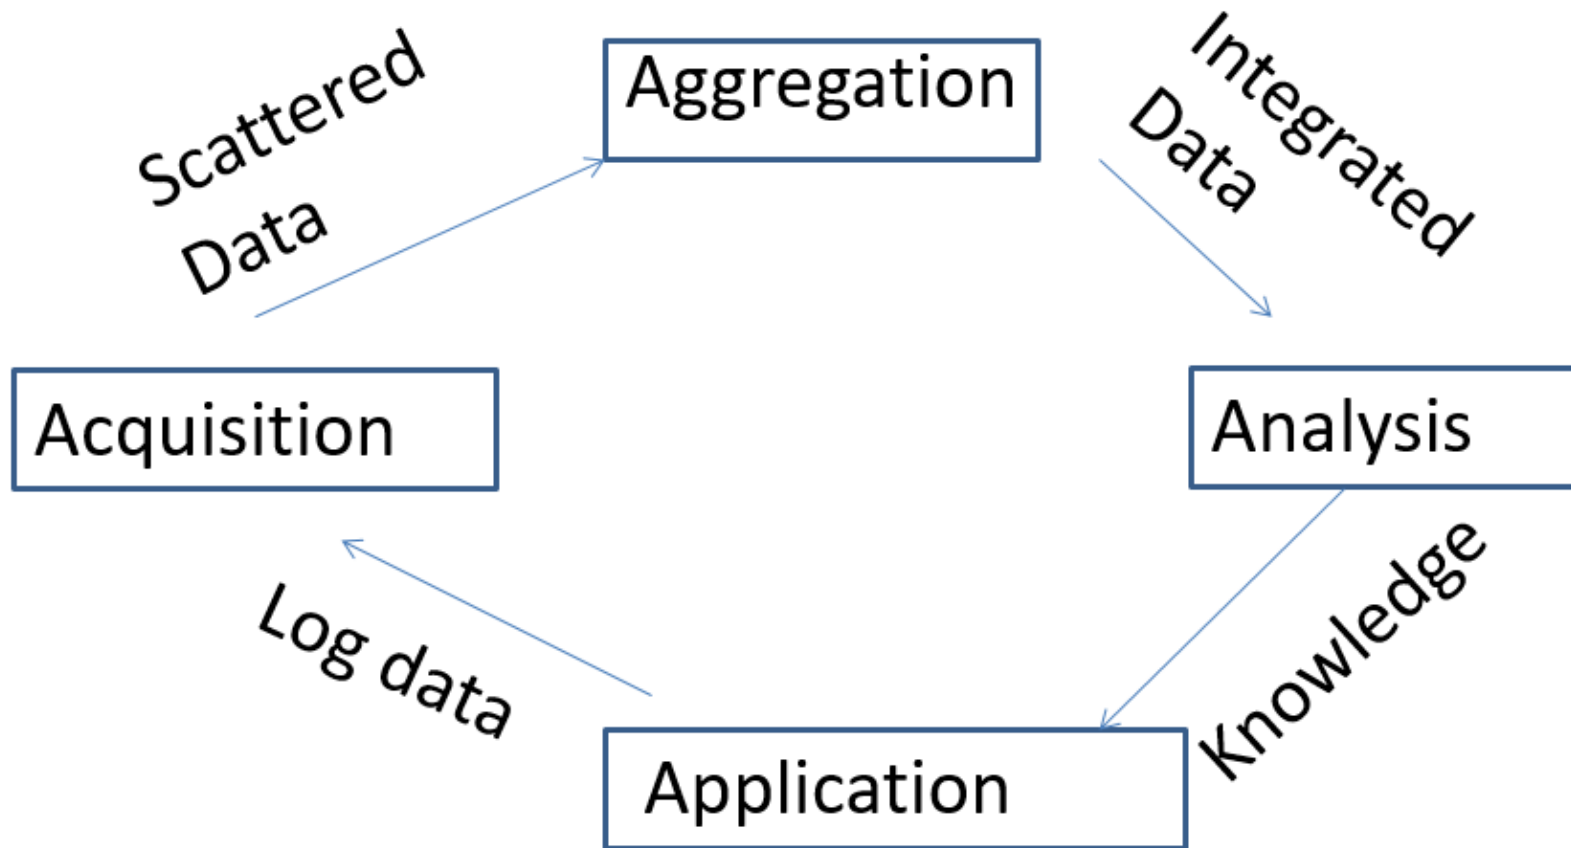 Aggregation
Scattered
Data
Integrated
Data
Acquisition
Analysis
Log data
Knowledge
Application